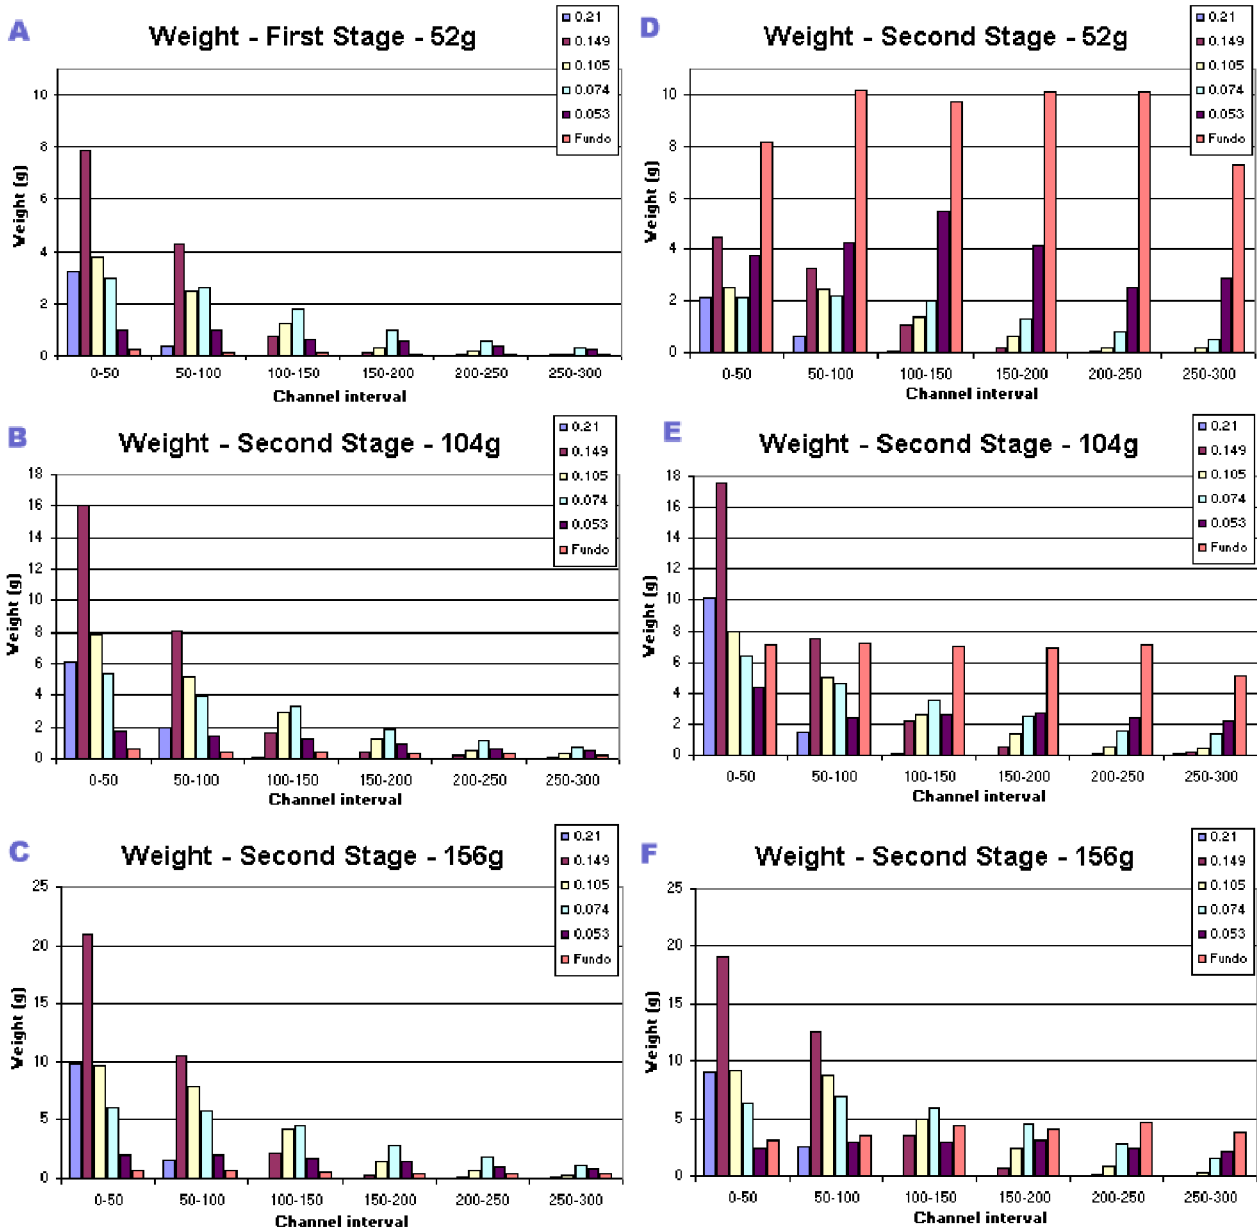 A
Weight - First Stage - 52g
0.21
0.149
0.105
0.074
0.053
Fundo
Weight (g)
10
8
6
4
2
0
0-50 50-100 100-150 150-200 200-250 250-300
Channel interval
D
Weight - Second Stage - 52g
0.21
0.149
0.105
0.074
0.053
Fundo
Weight (g)
10
8
6
4
2
0
0-50 50-100 100-150 150-200 200-250 250-300
Channel interval
B
Weight - Second Stage - 104g
0.21
0.149
0.105
0.074
0.053
Fundo
Weight (g)
18
16
14
12
10
8
6
4
2
0
0-50 50-100 100-150 150-200 200-250 250-300
Channel interval
E
Weight - Second Stage - 104g
0.21
0.149
0.105
0.074
0.053
Fundo
Weight (g)
18
16
14
12
10
8
6
4
2
0
0-50 50-100 100-150 150-200 200-250 250-300
Channel interval
C
Weight - Second Stage - 156g
0.21
0.149
0.105
0.074
0.053
Fundo
Weight (g)
25
20
15
10
5
0
0-50 50-100 100-150 150-200 200-250 250-300
Channel interval
F
Weight - Second Stage - 156g
0.21
0.149
0.105
0.074
0.053
Fundo
Weight (g)
25
20
15
10
5
0
0-50 50-100 100-150 150-200 200-250 250-300
Channel interval